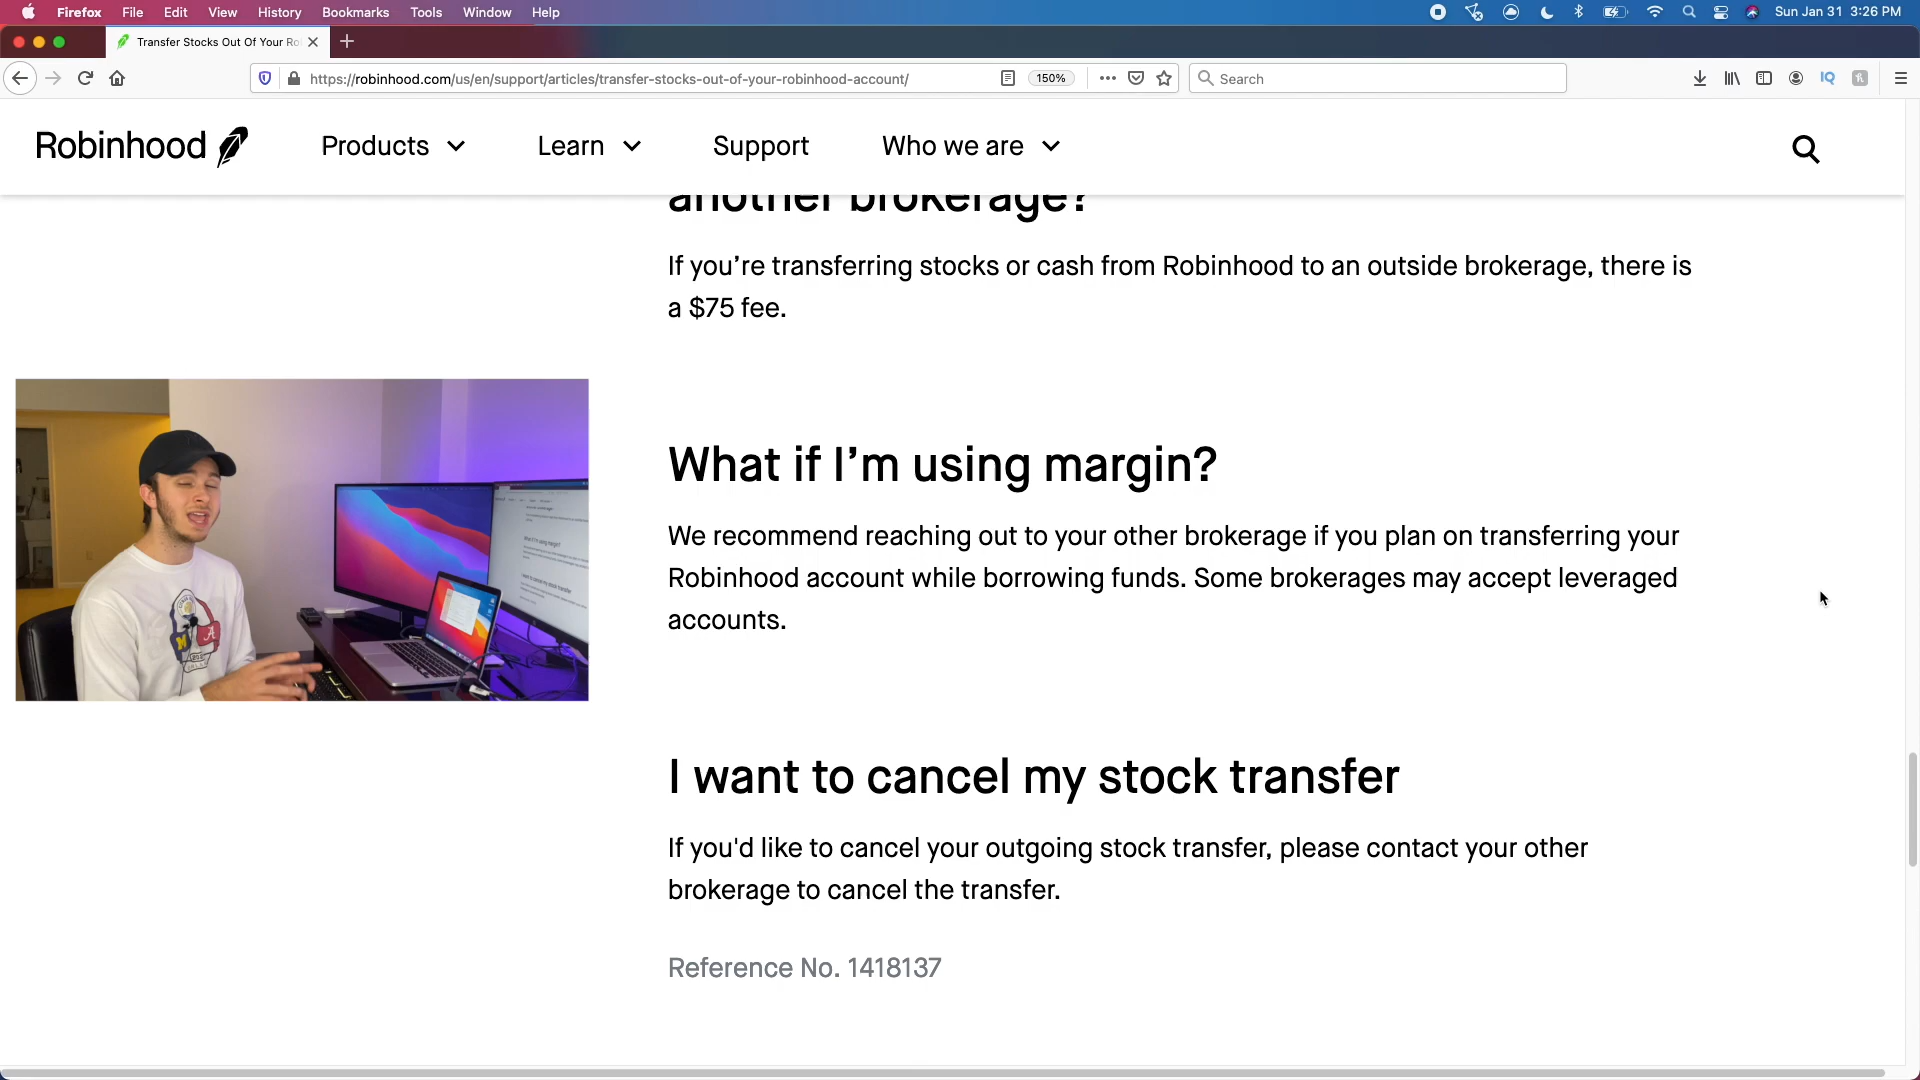 Firefox File Edit View History Bookmarks Tools Window Help Sun Jan 31 3:26 PM
Transfer Stocks Out Of Your Ro
https://robinhood.com/us/en/support/articles/transfer-stocks-out-of-your-robinhood-account/ 150% Search IQ
Robinhood Products Learn Support Who we are
another brokerage?
If you’re transferring stocks or cash from Robinhood to an outside brokerage, there is
a $75 fee.
What if I’m using margin?
We recommend reaching out to your other brokerage if you plan on transferring your
Robinhood account while borrowing funds. Some brokerages may accept leveraged
accounts.
I want to cancel my stock transfer
If you'd like to cancel your outgoing stock transfer, please contact your other
brokerage to cancel the transfer.
Reference No. 1418137